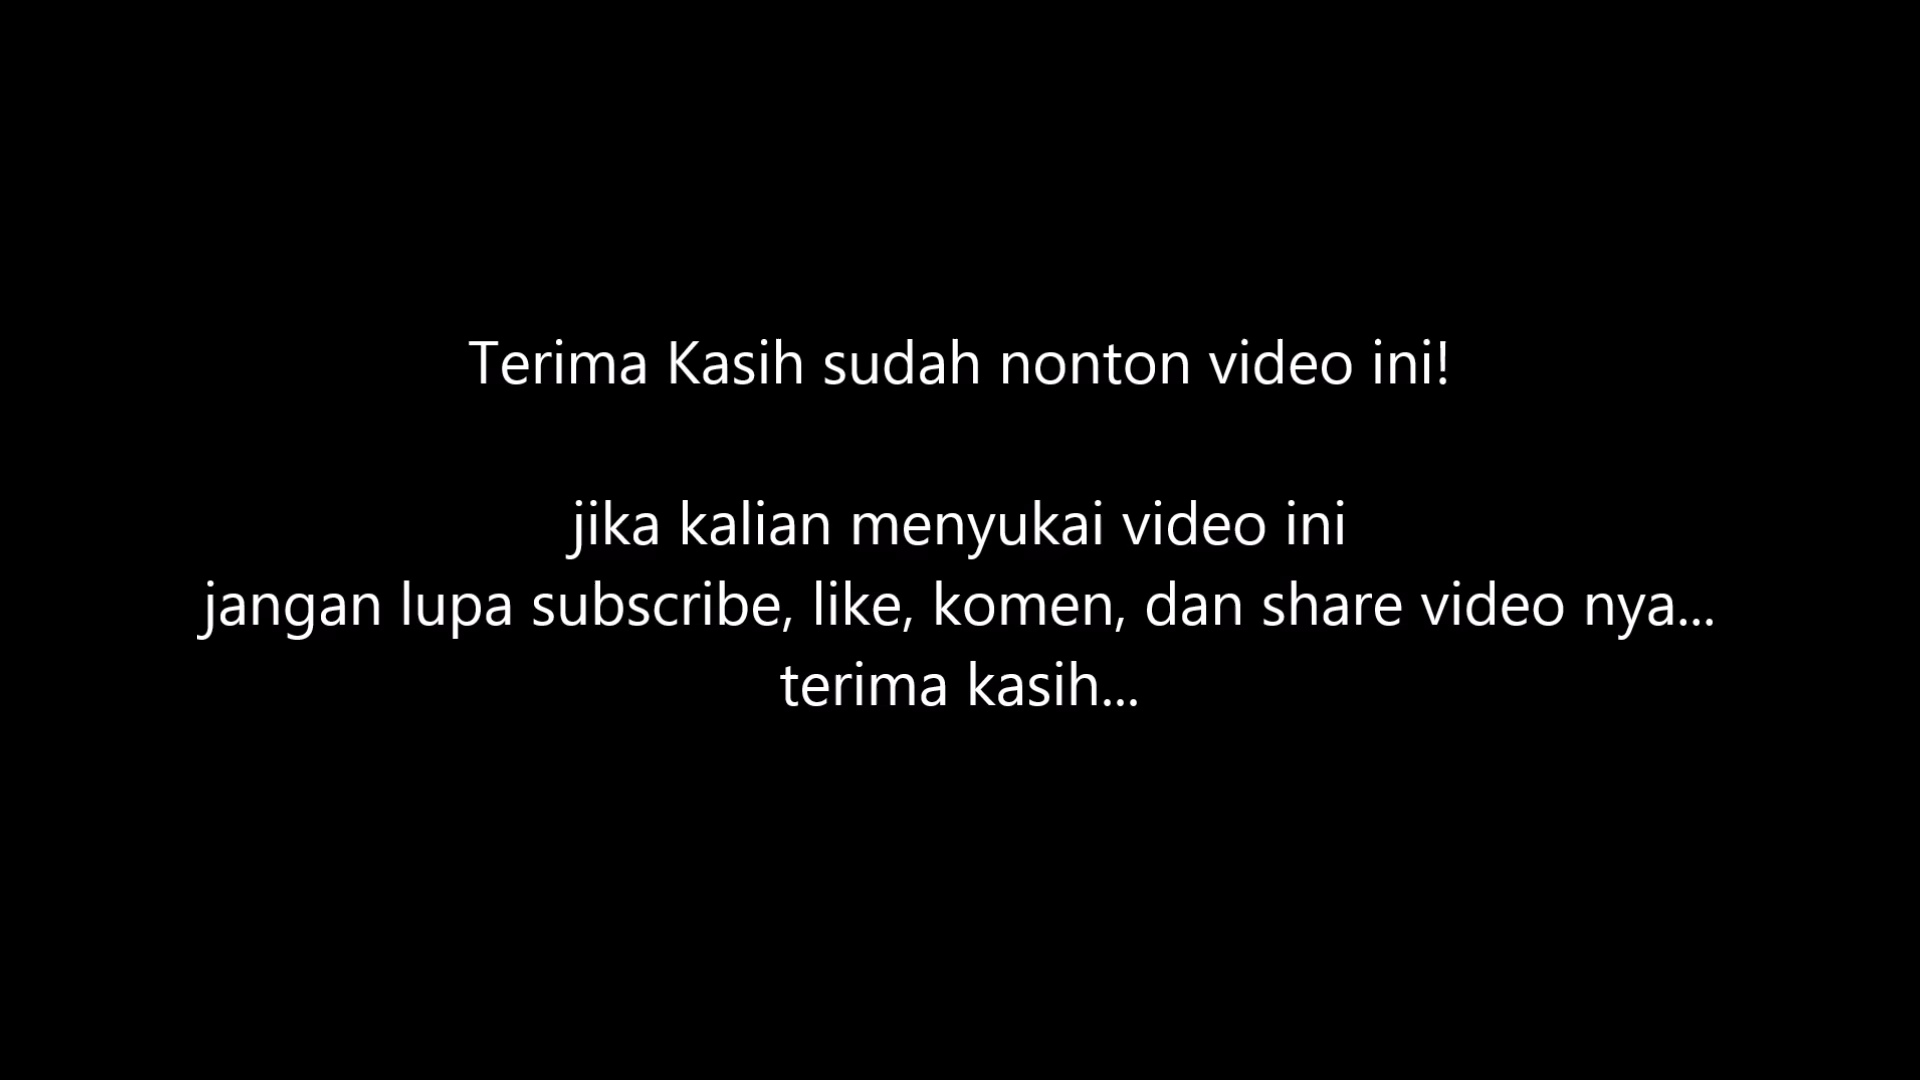 Terima Kasih sudah nonton video ini!
jika kalian menyukai video ini
jangan lupa subscribe, like, komen, dan share video nya...
terima kasih...